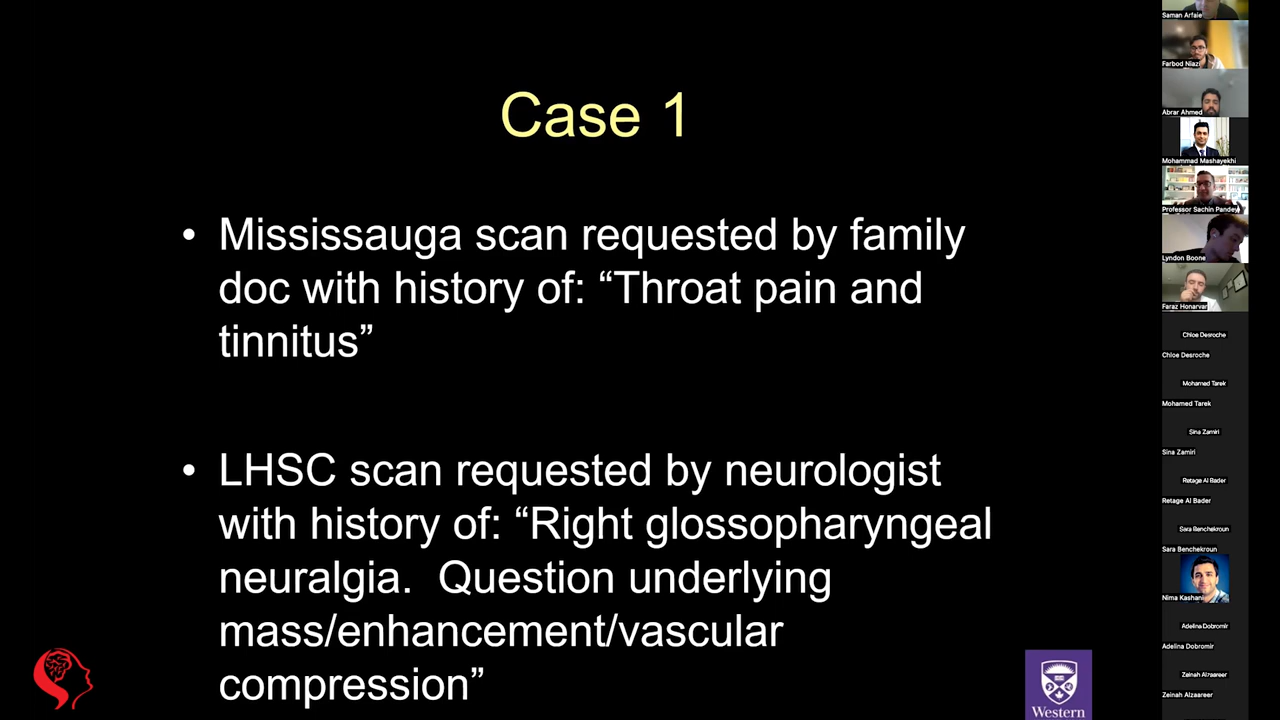 Case 1
• Mississauga scan requested by family
doc with history of: “Throat pain and
tinnitus”
• LHSC scan requested by neurologist
with history of: “Right glossopharyngeal
neuralgia. Question underlying
mass/enhancement/vascular
compression”
Western
Saman Arfaie
Farbod Niazi
Abrar Ahmed
Mohammad Mashayekhi
Professor Sachin Pandey
Lyndon Boone
Faraz Honarvar
Chloe Desroche
Chloe Desroche
Mohamed Tarek
Mohamed Tarek
Sina Zamiri
Sina Zamiri
Retage Al Bader
Retage Al Bader
Sara Benchekroun
Sara Benchekroun
Nima Kashani
Adelina Dobromir
Adelina Dobromir
Zeinah Alzaareer
Zeinah Alzaareer